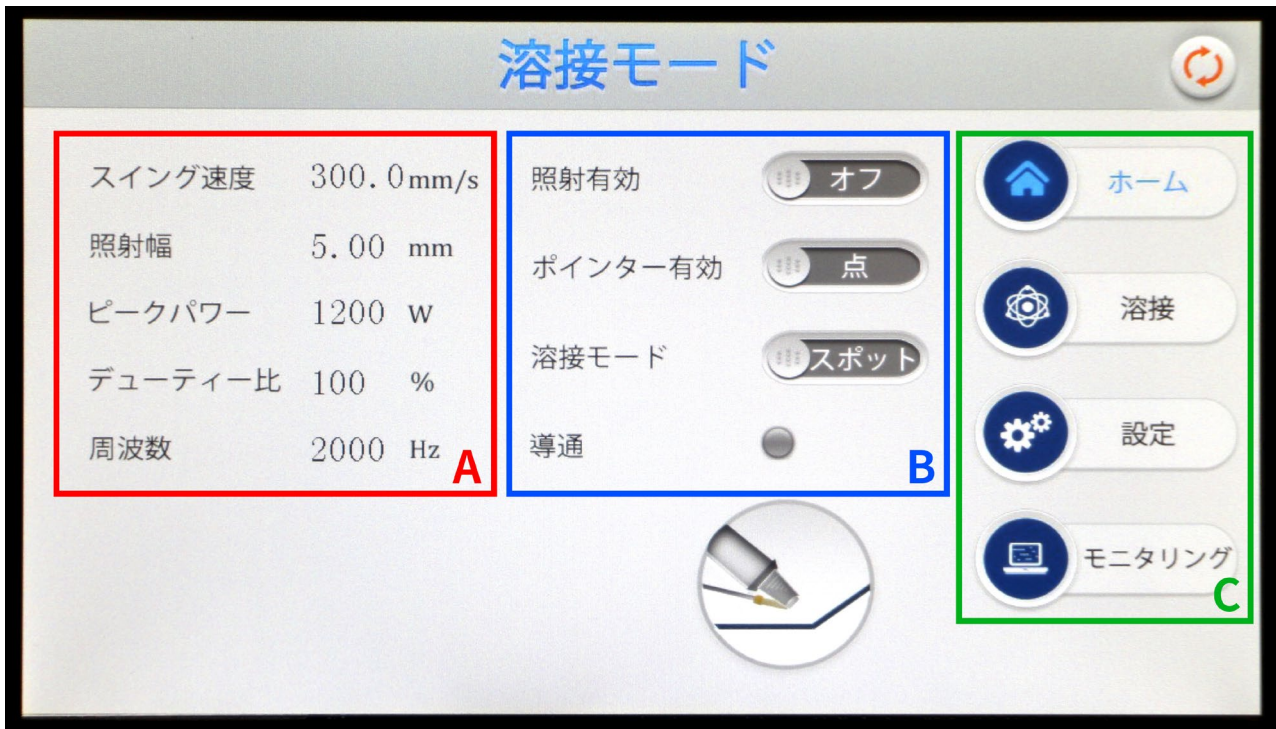 溶接モード
スイング速度 300.0mm/s
照射幅 5.00 mm
ピークパワー 1200 W
デューティー比 100 %
周波数 2000 Hz
A
照射有効 オフ
ポインター有効 点
溶接モード スポット
導通
B
ホーム
溶接
設定
モニタリング
C